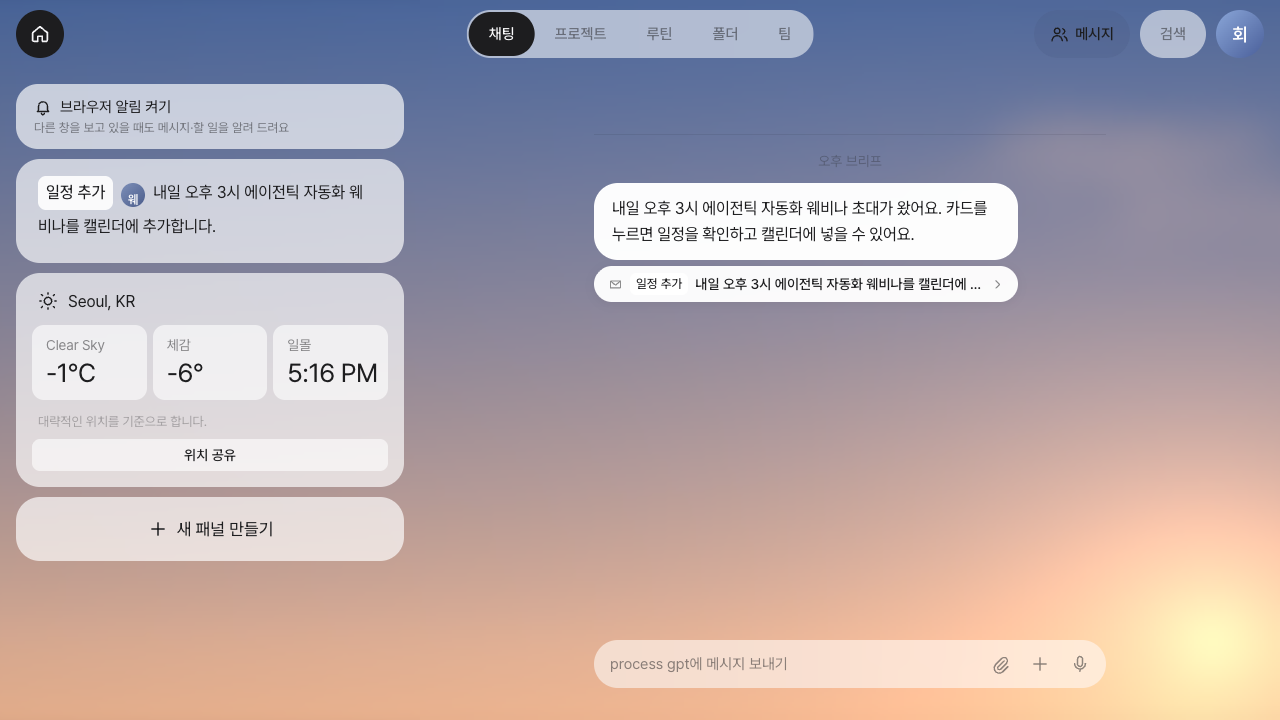 채팅
프로젝트
루틴
폴더
팀
메시지
검색
회
브라우저 알림 켜기
다른 창을 보고 있을 때도 메시지·할 일을 알려 드려요
일정 추가 웨 내일 오후 3시 에이전틱 자동화 웨
비나를 캘린더에 추가합니다.
Seoul, KR
Clear Sky
-1°C
체감
-6°
일몰
5:16 PM
대략적인 위치를 기준으로 합니다.
위치 공유
새 패널 만들기
오후 브리프
내일 오후 3시 에이전틱 자동화 웨비나 초대가 왔어요. 카드를
누르면 일정을 확인하고 캘린더에 넣을 수 있어요.
일정 추가 내일 오후 3시 에이전틱 자동화 웨비나를 캘린더에 ...
process gpt에 메시지 보내기